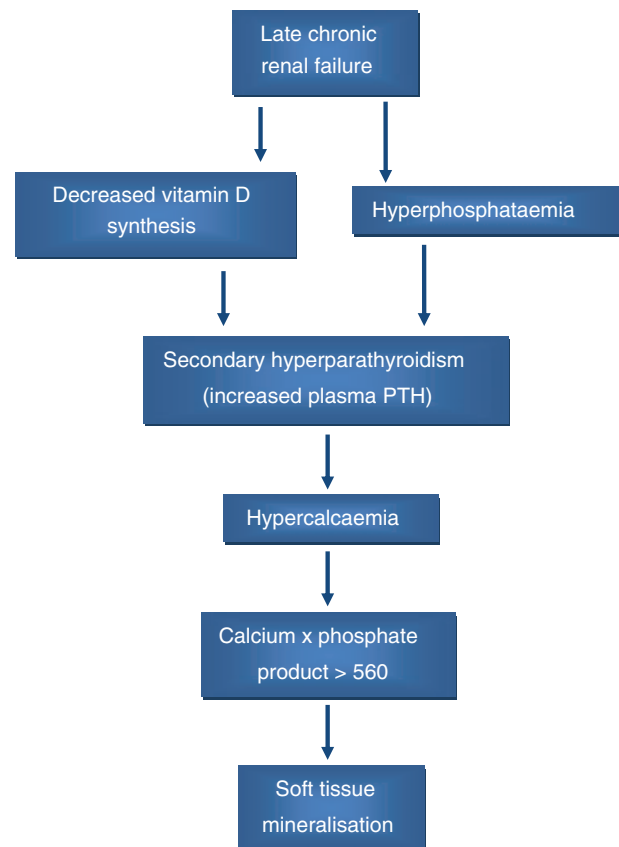 Late chronic
renal failure
Decreased vitamin D
synthesis
Hyperphosphataemia
Secondary hyperparathyroidism
(increased plasma PTH)
Hypercalcaemia
Calcium x phosphate
product > 560
Soft tissue
mineralisation